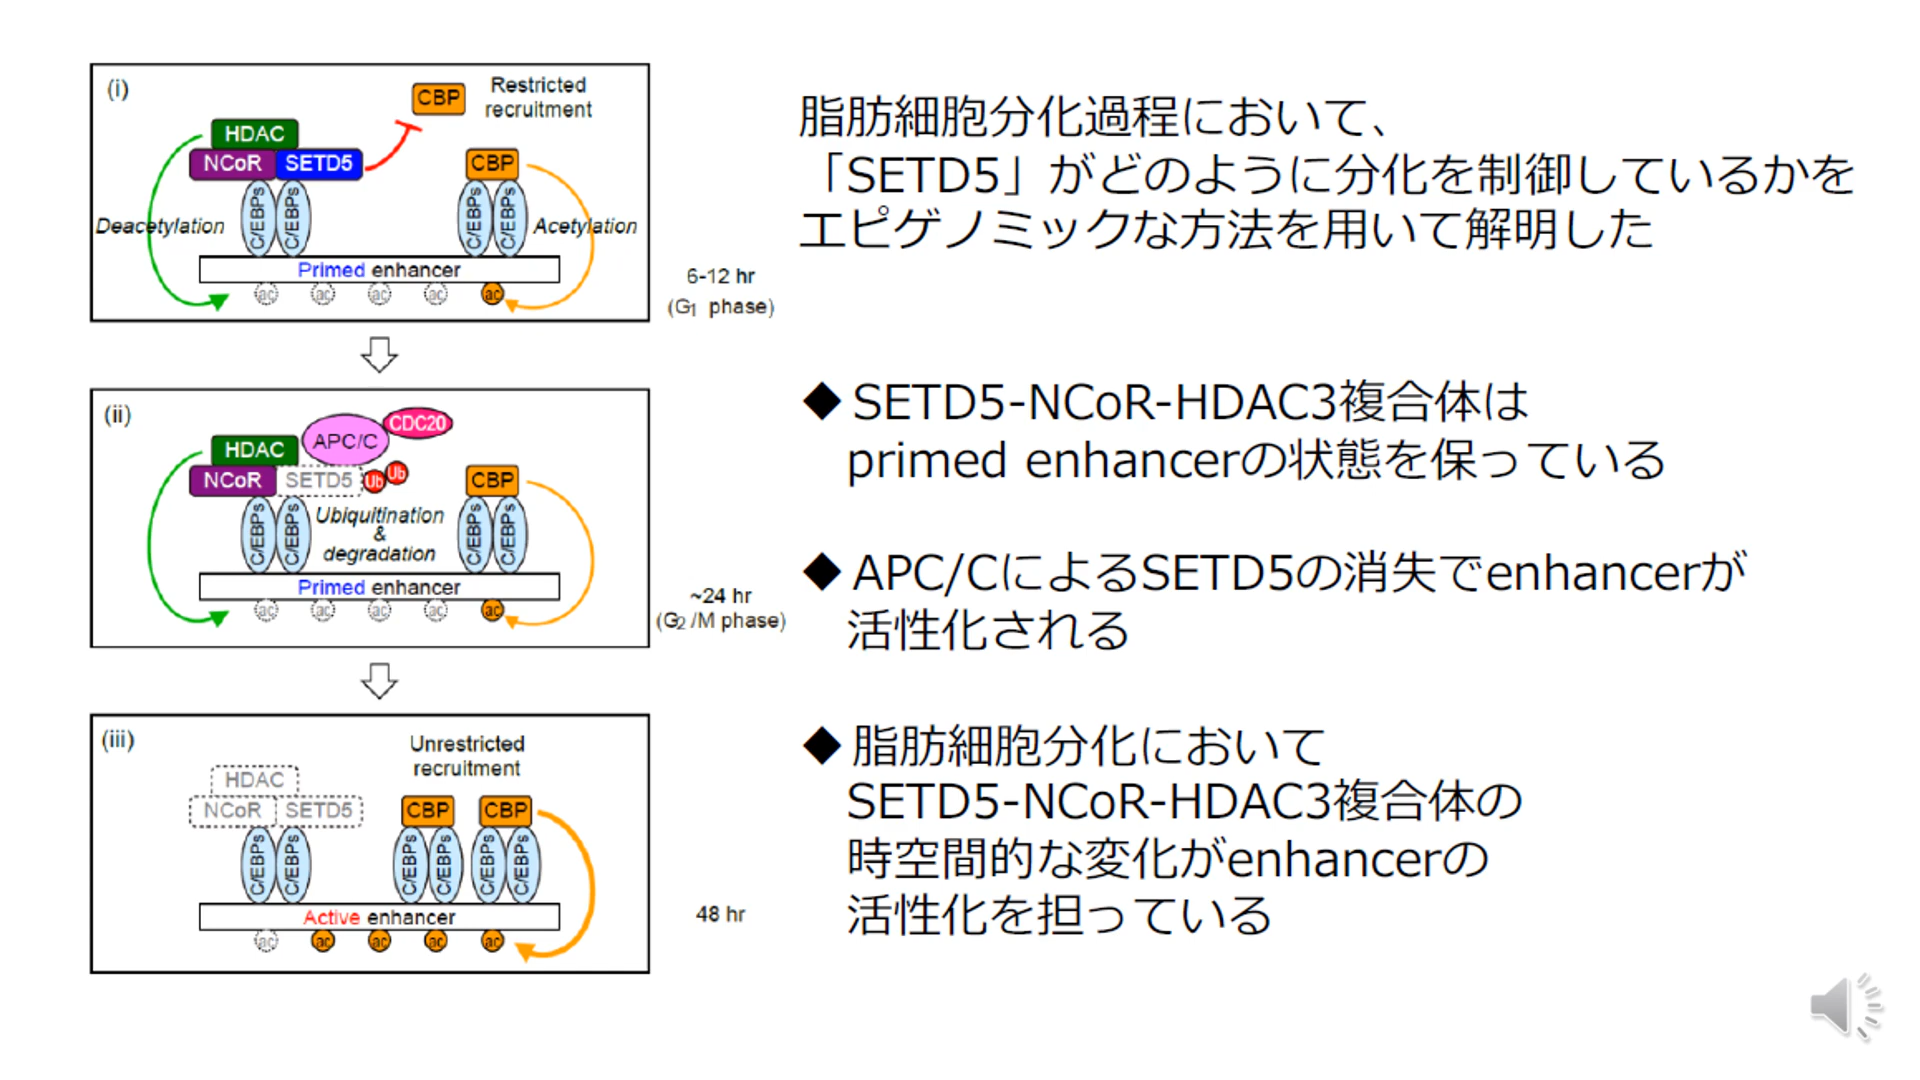 (i)
CBP
Restricted
recruitment
HDAC
NCoR
SETD5
CBP
C/EBPs
C/EBPs
C/EBPs
C/EBPs
Deacetylation
Acetylation
Primed enhancer
ac
ac
ac
ac
ac
6-12 hr
(G1 phase)
(ii)
CDC20
APC/C
HDAC
NCoR
SETD5
Ub
Ub
CBP
C/EBPs
C/EBPs
Ubiquitination
&
degradation
C/EBPs
C/EBPs
Primed enhancer
ac
ac
ac
ac
ac
~24 hr
(G2 /M phase)
(iii)
Unrestricted
recruitment
HDAC
NCoR
SETD5
CBP
CBP
C/EBPs
C/EBPs
C/EBPs
C/EBPs
C/EBPs
C/EBPs
Active enhancer
ac
ac
ac
ac
ac
48 hr
脂肪細胞分化過程において、
「SETD5」がどのように分化を制御しているかを
エピゲノミックな方法を用いて解明した
◆ SETD5-NCoR-HDAC3複合体は
primed enhancerの状態を保っている
◆ APC/CによるSETD5の消失でenhancerが
活性化される
◆ 脂肪細胞分化において
SETD5-NCoR-HDAC3複合体の
時空間的な変化がenhancerの
活性化を担っている